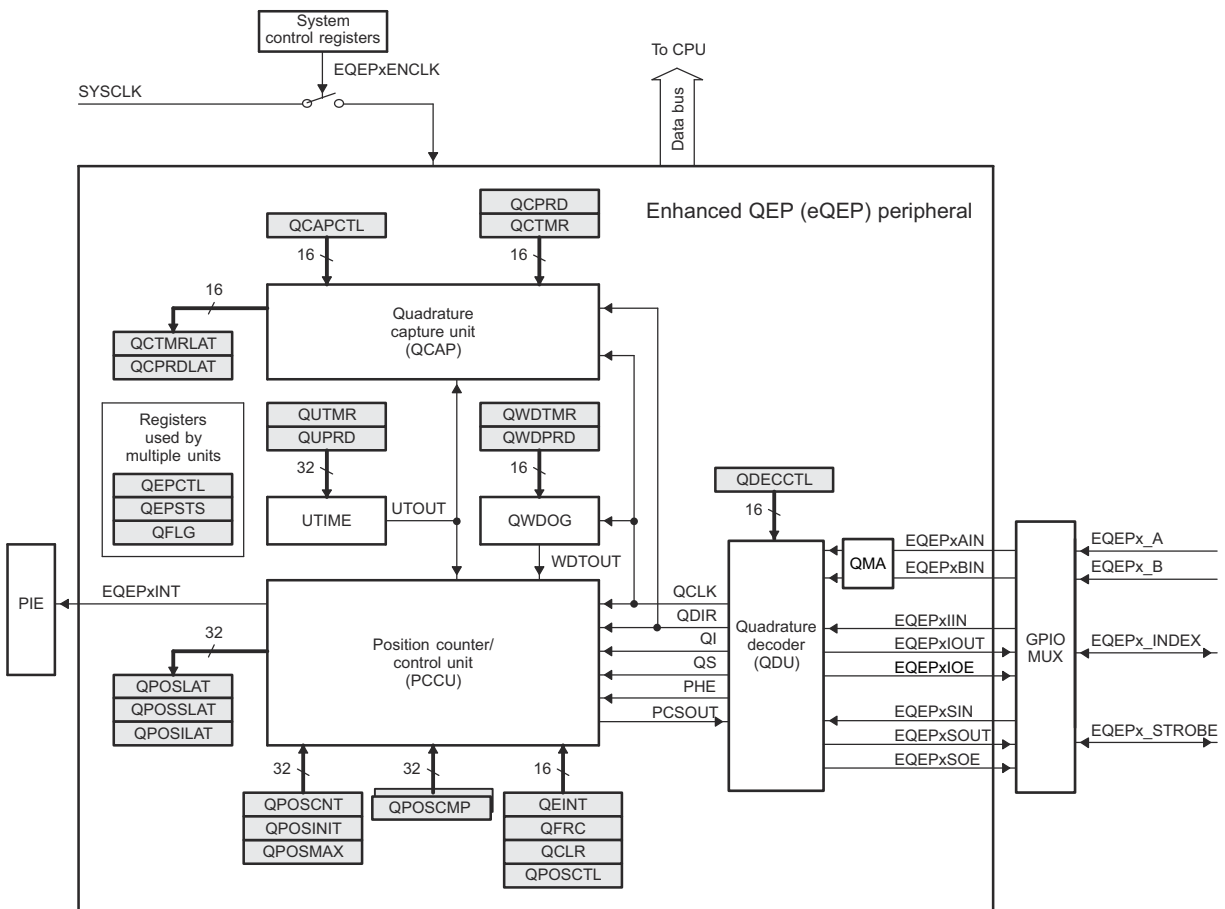 System
control registers
To CPU
EQEPxENCLK
SYSCLK
Data bus
Enhanced QEP (eQEP) peripheral
QCAPCTL
QCPRD
QCTMR
16
16
16
Quadrature
capture unit
(QCAP)
QCTMRLAT
QCPRDLAT
Registers
used by
multiple units
QEPCTL
QEPSTS
QFLG
QUTMR
QUPRD
32
QWDTMR
QWDPRD
16
UTIME
UTOUT
QWDOG
WDTOUT
QDECCTL
16
QMA
EQEPxAIN
EQEPxBIN
EQEPx_A
EQEPx_B
PIE
EQEPxINT
32
Position counter/
control unit
(PCCU)
QCLK
QDIR
QI
QS
PHE
PCSOUT
Quadrature
decoder
(QDU)
EQEPxIIN
EQEPxIOUT
EQEPxIOE
EQEPxSIN
EQEPxSOUT
EQEPxSOE
GPIO
MUX
EQEPx_INDEX
EQEPx_STROBE
QPOSLAT
QPOSSLAT
QPOSILAT
32
32
16
QPOSCNT
QPOSINIT
QPOSMAX
QPOSCMP
QEINT
QFRC
QCLR
QPOSCTL